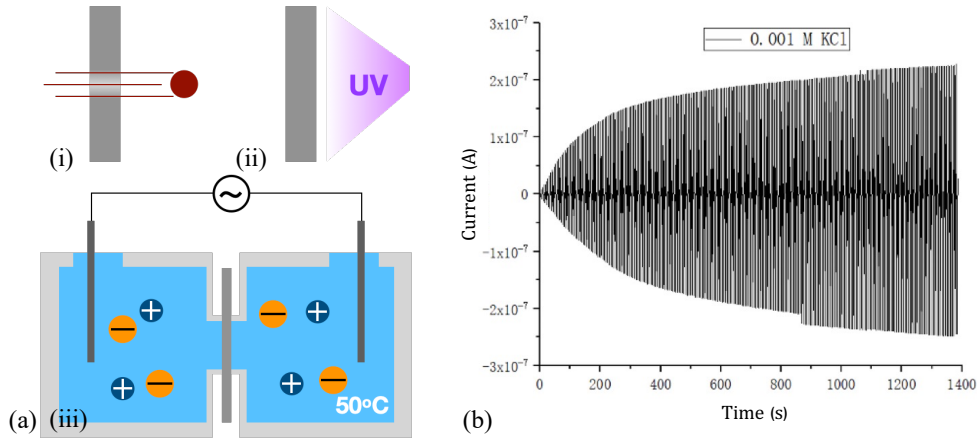 (i)
(ii)
UV
~
+
−
+
−
+
−
+
−
50°C
(a)
(iii)
3x10⁻⁷
2x10⁻⁷
1x10⁻⁷
0
-1x10⁻⁷
-2x10⁻⁷
-3x10⁻⁷
Current (A)
0.001 M KCl
0
200
400
600
800
1000
1200
1400
Time (s)
(b)